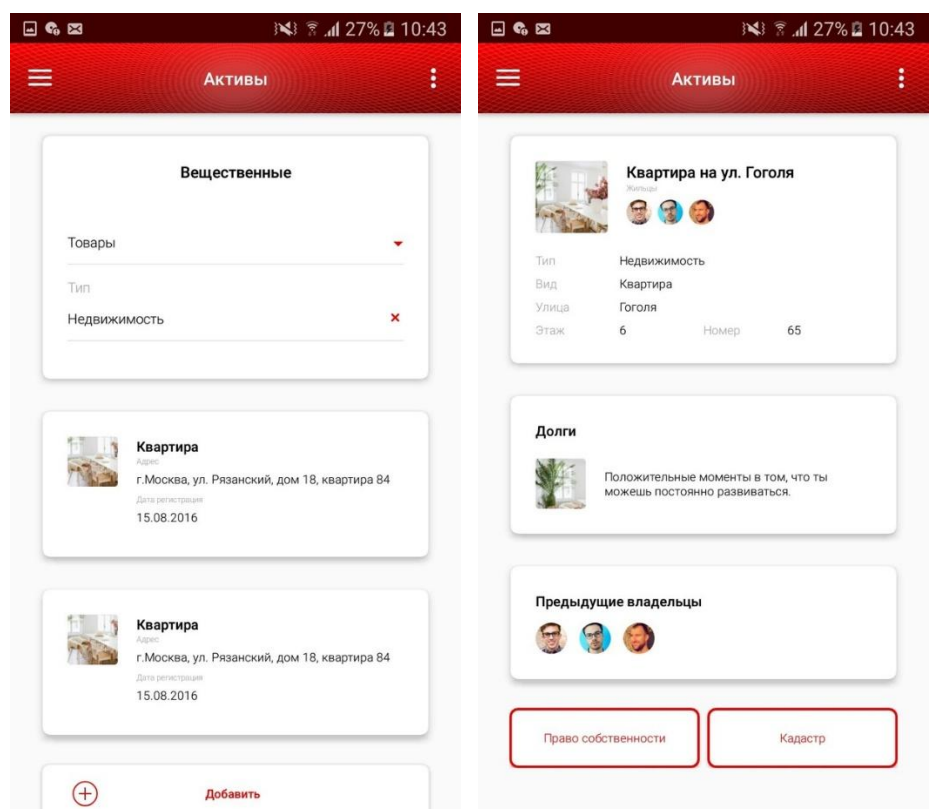 27% 10:43
Активы
Вещественные
Товары
Тип
Недвижимость
Квартира
Адрес
г.Москва, ул. Рязанский, дом 18, квартира 84
Дата регистрации
15.08.2016
Квартира
Адрес
г.Москва, ул. Рязанский, дом 18, квартира 84
Дата регистрации
15.08.2016
Добавить
27% 10:43
Активы
Квартира на ул. Гоголя
Жильцы
Тип Недвижимость
Вид Квартира
Улица Гоголя
Этаж 6 Номер 65
Долги
Положительные моменты в том, что ты
можешь постоянно развиваться.
Предыдущие владельцы
Право собственности Кадастр